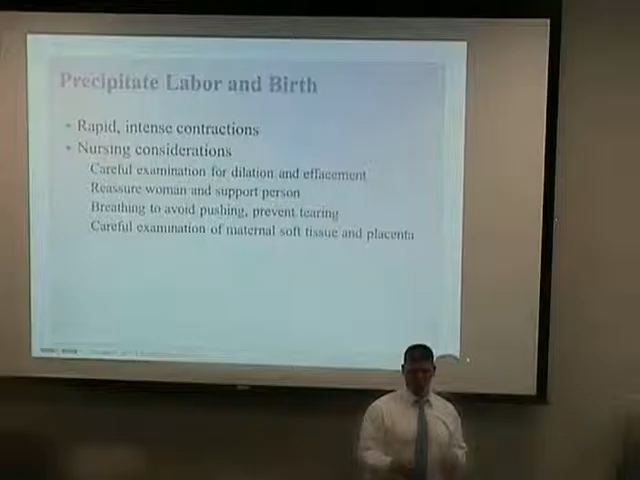 Precipitate Labor and Birth
• Rapid, intense contractions
• Nursing considerations
Careful examination for dilation and effacement
Reassure woman and support person
Breathing to avoid pushing, prevent tearing
Careful examination of maternal soft tissue and placenta